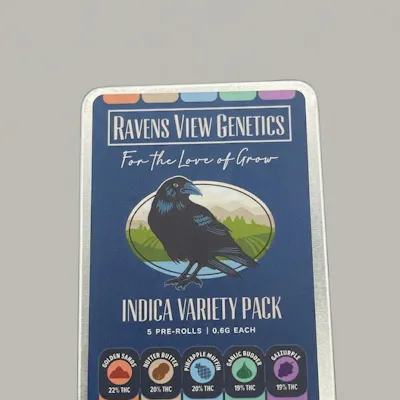 RAVENS VIEW GENETICS
For the Love of Grow
INDICA VARIETY PACK
5 PRE-ROLLS | 0.6G EACH
GOLDEN SANDS
22% THC
NUTTER BUTTER
20% THC
PINEAPPLE MUFFIN
20% THC
GARLIC BUDDER
19% THC
GAZZURPLE
19% THC